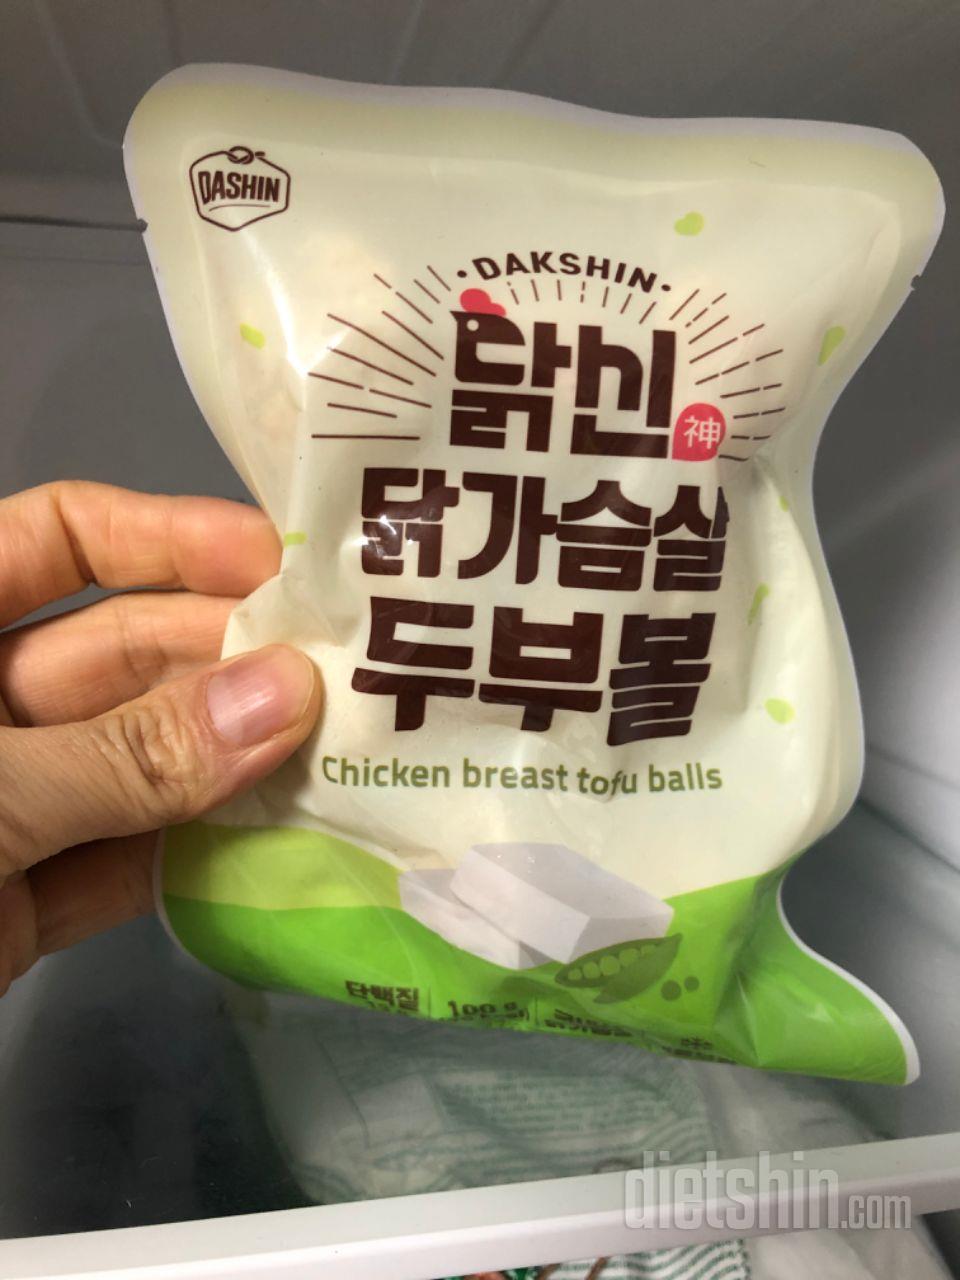 DASHIN
DAKSHIN
닭신
神
닭가슴살
두부볼
Chicken breast tofu balls
단백질
100 g
dietshin.com